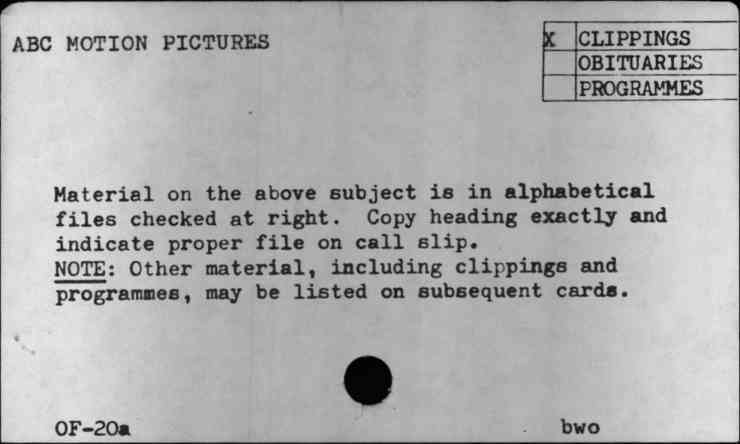 ABC MOTION PICTURES
X CLIPPINGS
OBITUARIES
PROGRAMMES
Material on the above subject is in alphabetical
files checked at right. Copy heading exactly and
indicate proper file on call slip.
NOTE: Other material, including clippings and
programmes, may be listed on subsequent cards.
OF-20a
bwo